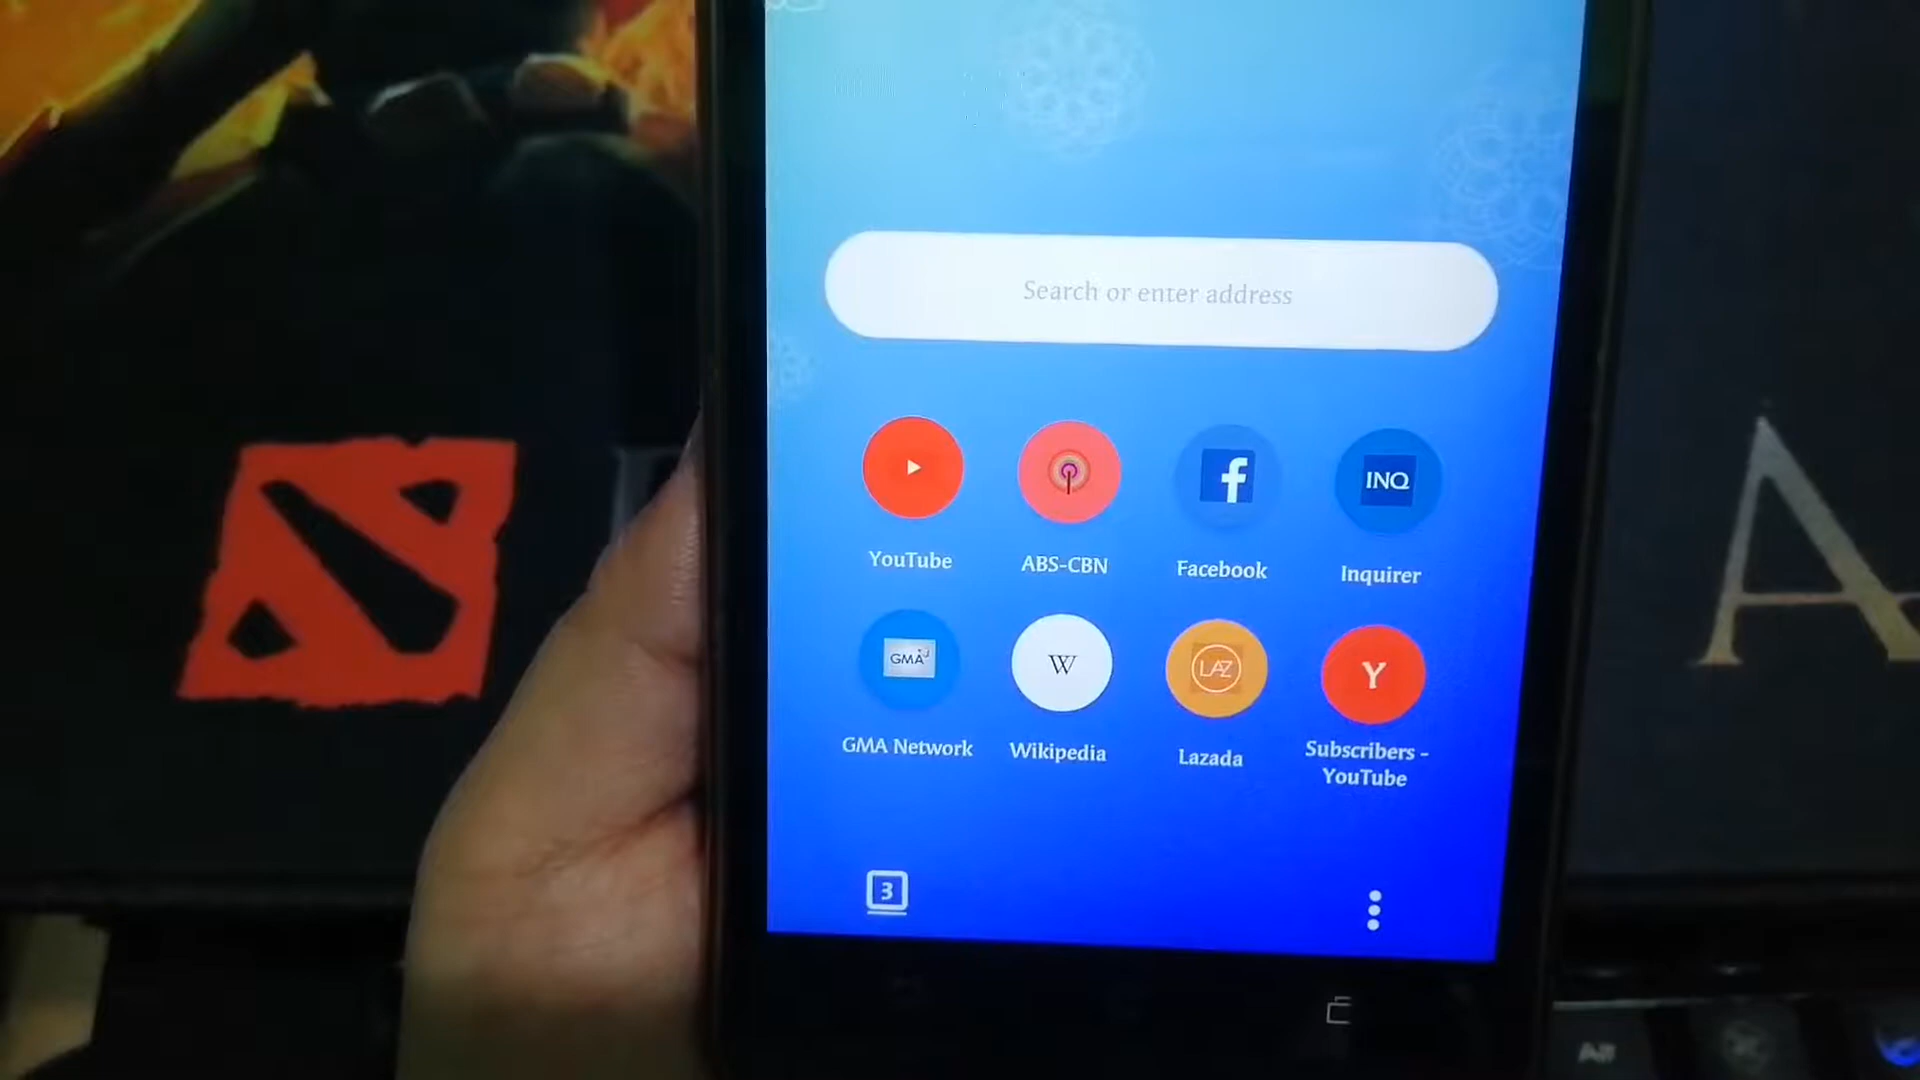 Search or enter address
INQ
YouTube
ABS-CBN
Facebook
Inquirer
GMA
W
LAZ
Y
GMA Network
Wikipedia
Lazada
Subscribers -
YouTube
3
A
Alt